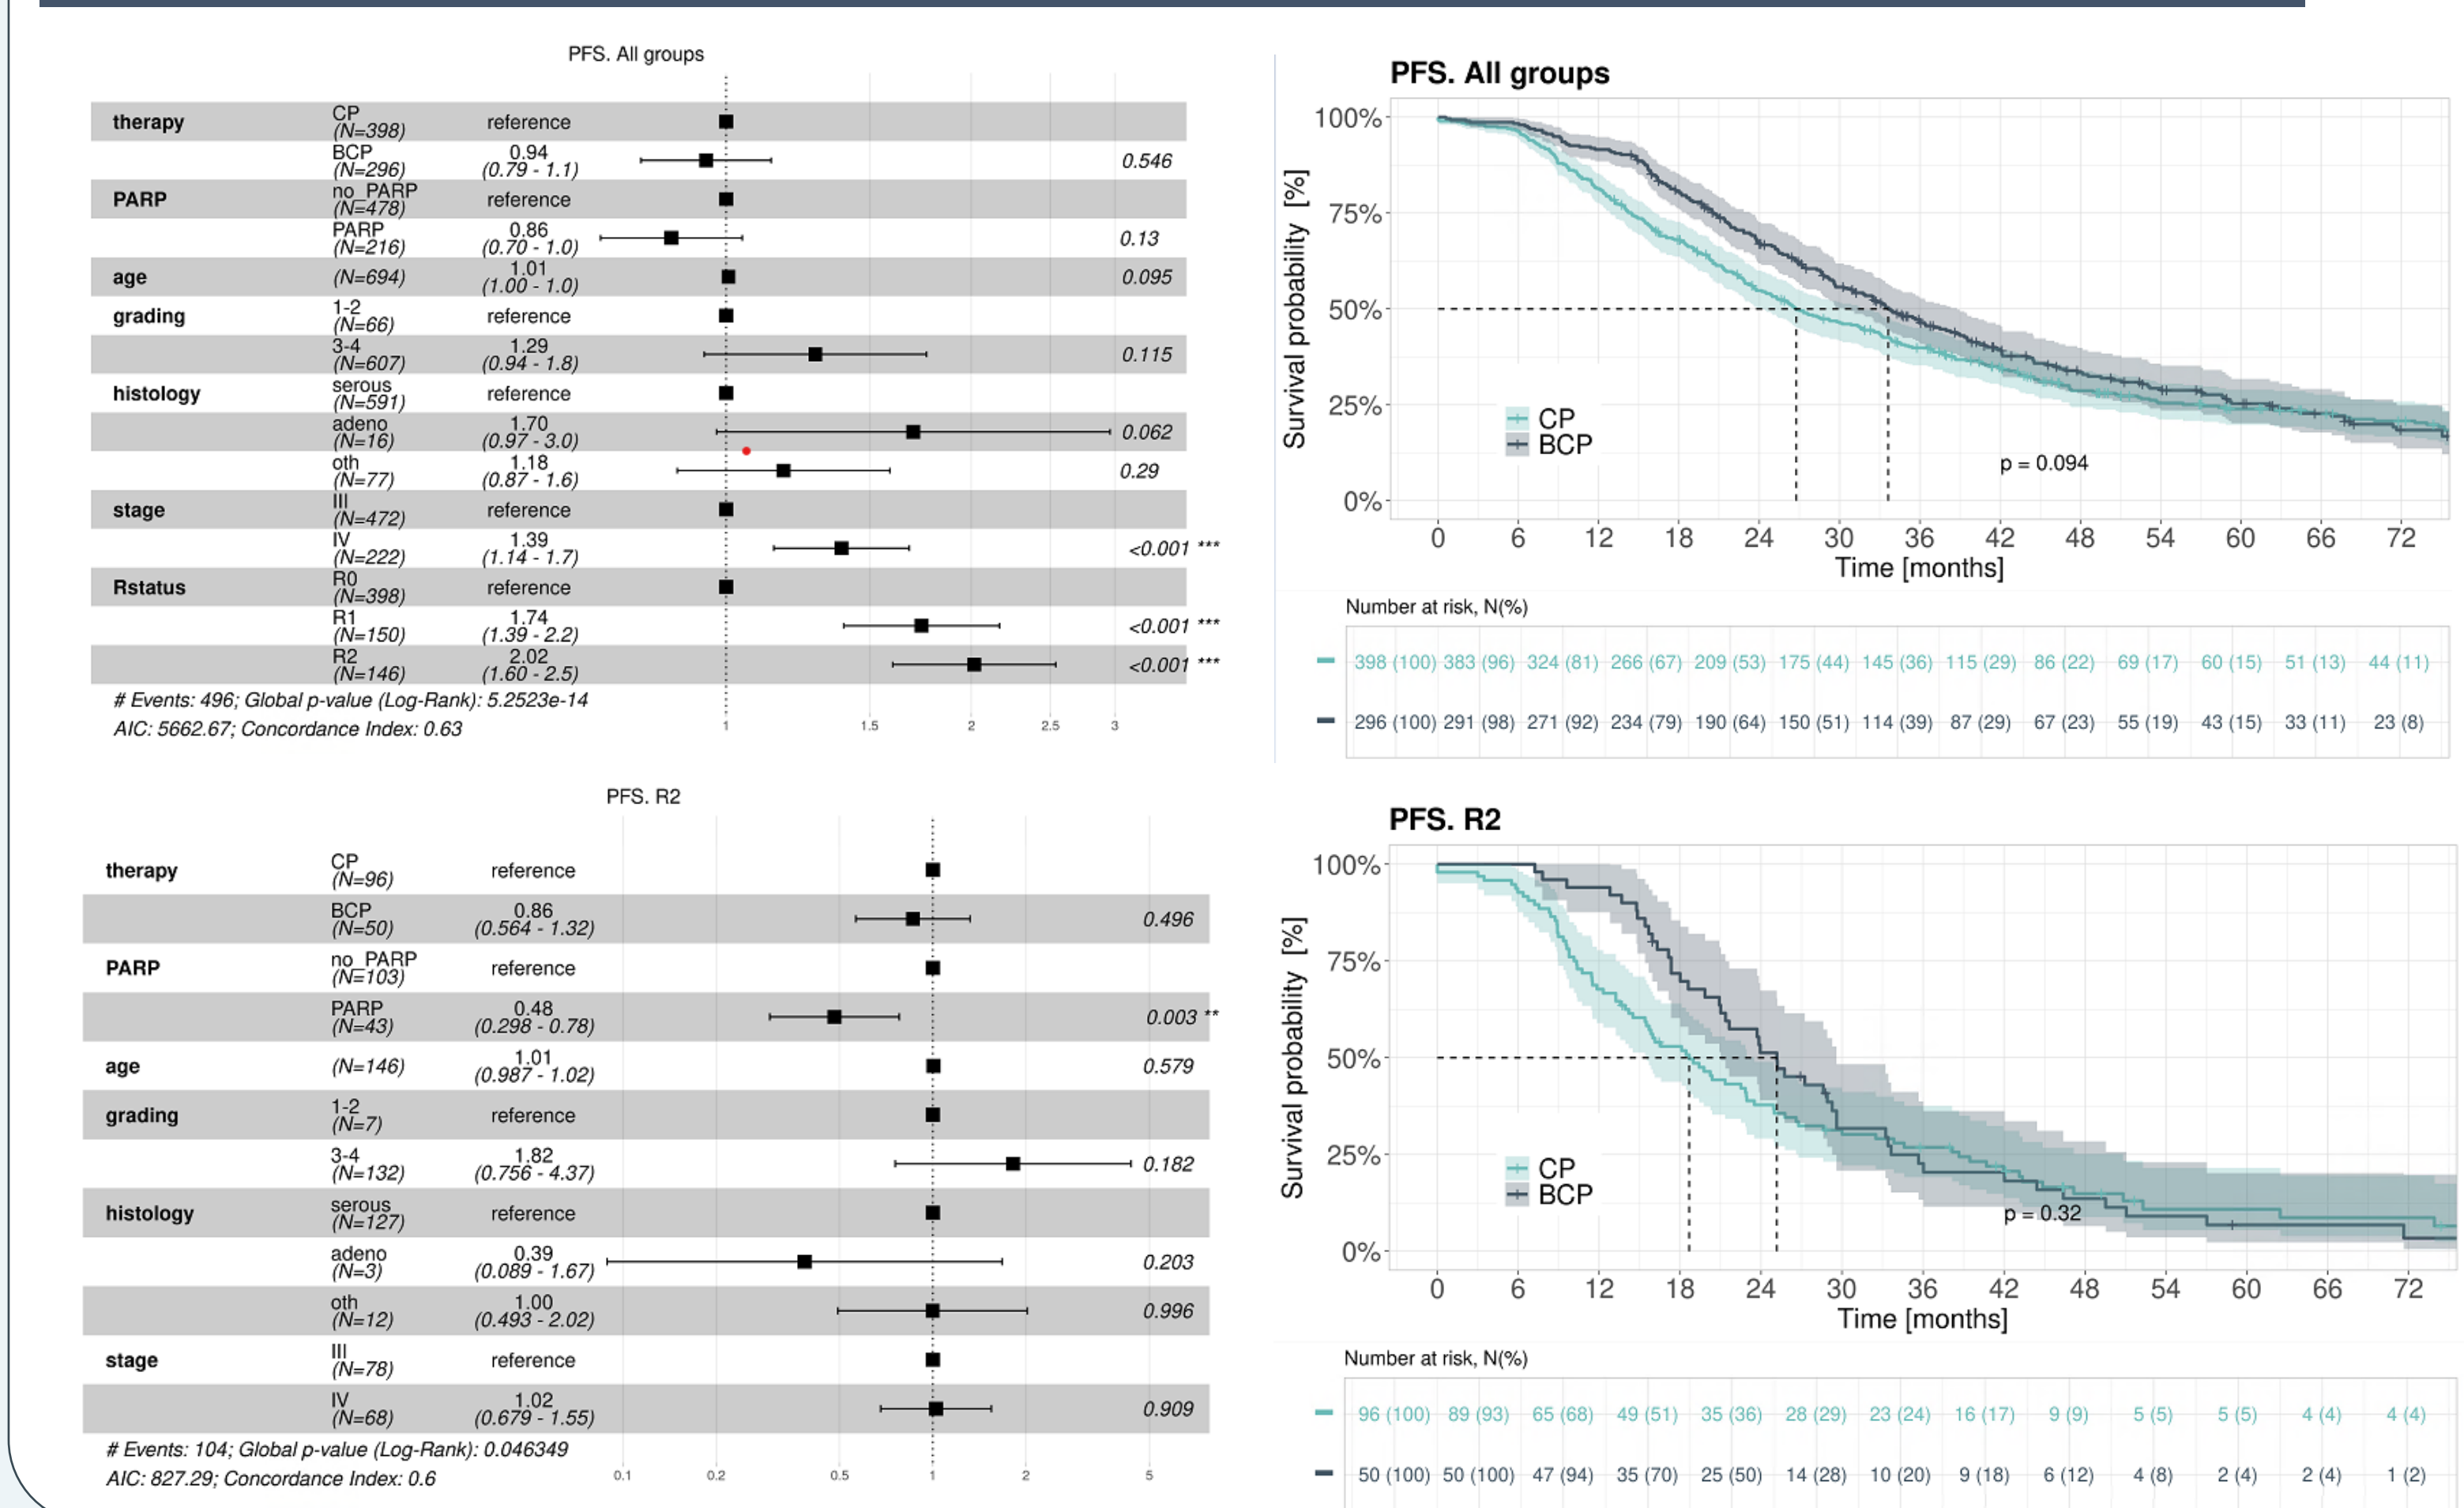 PFS. All groups
therapy CP (N=398) reference
BCP (N=296) 0.94 (0.79 - 1.1) 0.546
PARP no_PARP (N=478) reference
PARP (N=216) 0.86 (0.70 - 1.0) 0.13
age (N=694) 1.01 (1.00 - 1.0) 0.095
grading 1-2 (N=66) reference
3-4 (N=607) 1.29 (0.94 - 1.8) 0.115
histology serous (N=591) reference
adeno (N=16) 1.70 (0.97 - 3.0) 0.062
oth (N=77) 1.18 (0.87 - 1.6) 0.29
stage III (N=472) reference
IV (N=222) 1.39 (1.14 - 1.7) <0.001 ***
Rstatus R0 (N=398) reference
R1 (N=150) 1.74 (1.39 - 2.2) <0.001 ***
R2 (N=146) 2.02 (1.60 - 2.5) <0.001 ***
# Events: 496; Global p-value (Log-Rank): 5.2523e-14
AIC: 5662.67; Concordance Index: 0.63
1 1.5 2 2.5 3
PFS. All groups
Survival probability [%]
100%
75%
50%
25%
0%
CP
BCP
p = 0.094
0 6 12 18 24 30 36 42 48 54 60 66 72
Time [months]
Number at risk, N(%)
398 (100) 383 (96) 324 (81) 266 (67) 209 (53) 175 (44) 145 (36) 115 (29) 86 (22) 69 (17) 60 (15) 51 (13) 44 (11)
296 (100) 291 (98) 271 (92) 234 (79) 190 (64) 150 (51) 114 (39) 87 (29) 67 (23) 55 (19) 43 (15) 33 (11) 23 (8)
PFS. R2
therapy CP (N=96) reference
BCP (N=50) 0.86 (0.564 - 1.32) 0.496
PARP no_PARP (N=103) reference
PARP (N=43) 0.48 (0.298 - 0.78) 0.003 **
age (N=146) 1.01 (0.987 - 1.02) 0.579
grading 1-2 (N=7) reference
3-4 (N=132) 1.82 (0.756 - 4.37) 0.182
histology serous (N=127) reference
adeno (N=3) 0.39 (0.089 - 1.67) 0.203
oth (N=12) 1.00 (0.493 - 2.02) 0.996
stage III (N=78) reference
IV (N=68) 1.02 (0.679 - 1.55) 0.909
# Events: 104; Global p-value (Log-Rank): 0.046349
AIC: 827.29; Concordance Index: 0.6
0.1 0.2 0.5 1 2 5
PFS. R2
Survival probability [%]
100%
75%
50%
25%
0%
CP
BCP
p = 0.32
0 6 12 18 24 30 36 42 48 54 60 66 72
Time [months]
Number at risk, N(%)
96 (100) 89 (93) 65 (68) 49 (51) 35 (36) 28 (29) 23 (24) 16 (17) 9 (9) 5 (5) 5 (5) 4 (4) 4 (4)
50 (100) 50 (100) 47 (94) 35 (70) 25 (50) 14 (28) 10 (20) 9 (18) 6 (12) 4 (8) 2 (4) 2 (4) 1 (2)